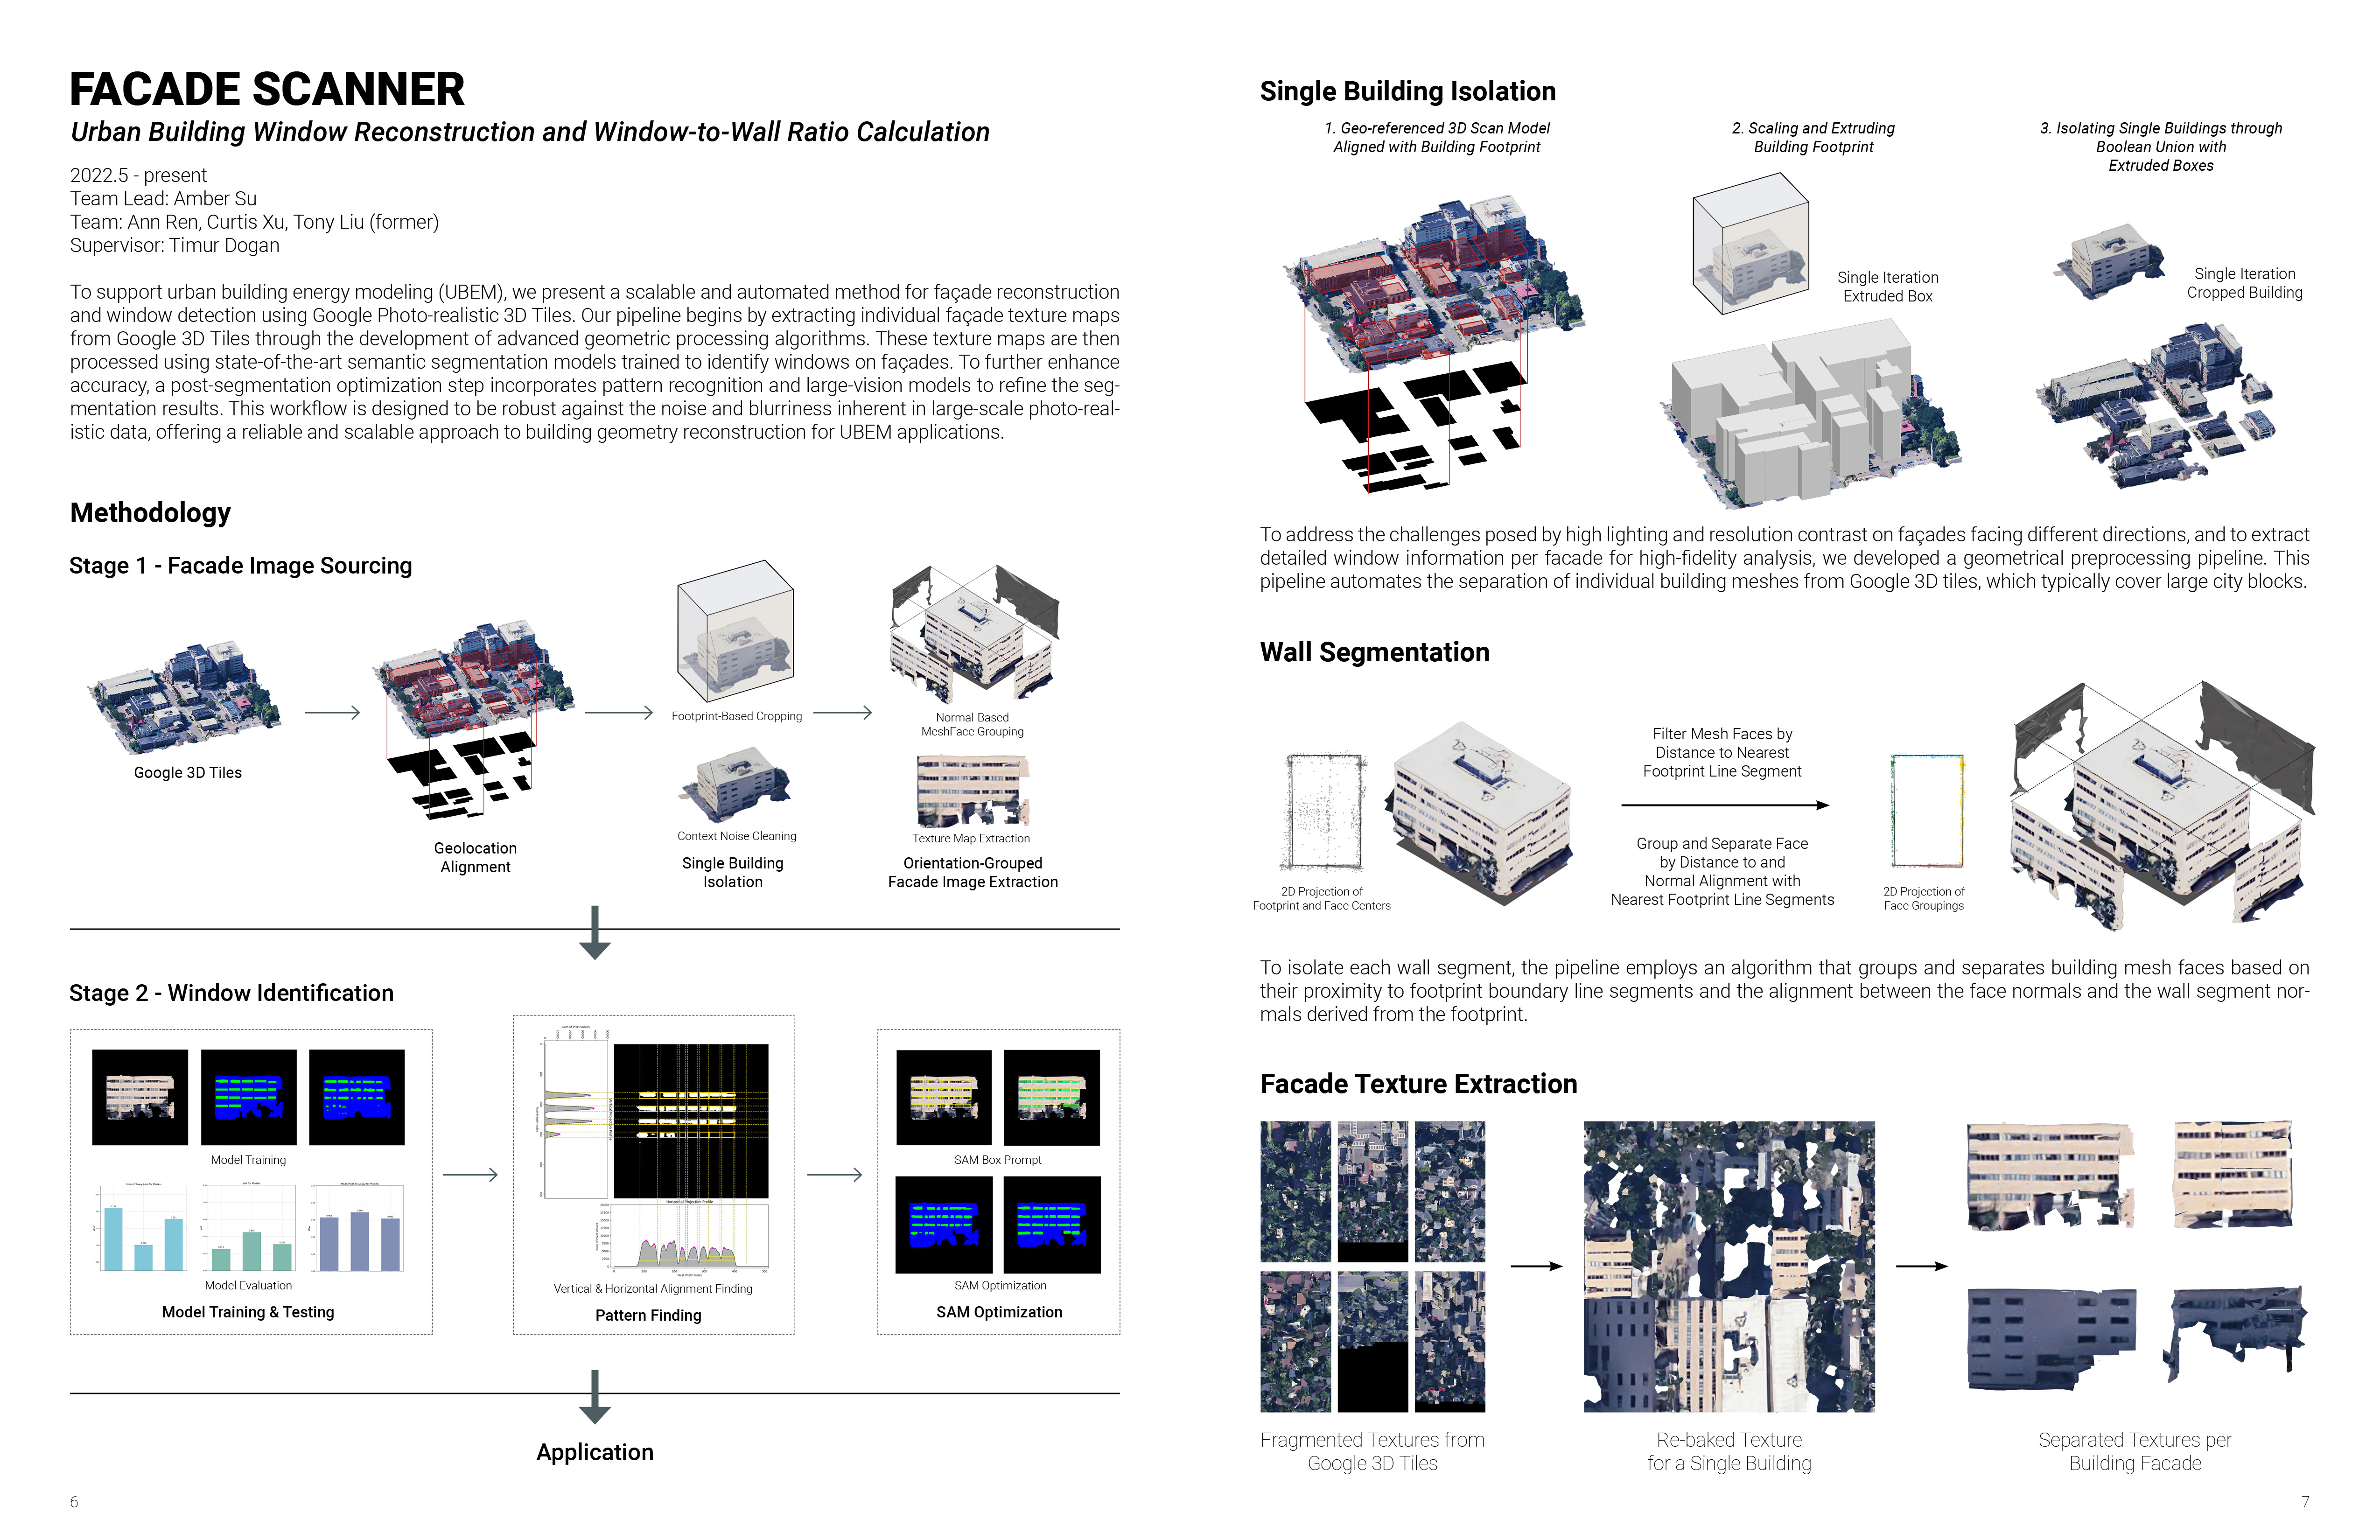 FACADE SCANNER
Urban Building Window Reconstruction and Window-to-Wall Ratio Calculation
2022.5 - present
Team Lead: Amber Su
Team: Ann Ren, Curtis Xu, Tony Liu (former)
Supervisor: Timur Dogan
To support urban building energy modeling (UBEM), we present a scalable and automated method for façade reconstruction
and window detection using Google Photo-realistic 3D Tiles. Our pipeline begins by extracting individual façade texture maps
from Google 3D Tiles through the development of advanced geometric processing algorithms. These texture maps are then
processed using state-of-the-art semantic segmentation models trained to identify windows on façades. To further enhance
accuracy, a post-segmentation optimization step incorporates pattern recognition and large-vision models to refine the seg-
mentation results. This workflow is designed to be robust against the noise and blurriness inherent in large-scale photo-real-
istic data, offering a reliable and scalable approach to building geometry reconstruction for UBEM applications.
Methodology
Stage 1 - Facade Image Sourcing
Google 3D Tiles
Geolocation
Alignment
Footprint-Based Cropping
Context Noise Cleaning
Single Building
Isolation
Normal-Based
MeshFace Grouping
Texture Map Extraction
Orientation-Grouped
Facade Image Extraction
Stage 2 - Window Identification
Model Training
Model Evaluation
Model Training & Testing
Horizontal Projection Profile
Vertical & Horizontal Alignment Finding
Pattern Finding
SAM Box Prompt
SAM Optimization
SAM Optimization
Application
6
Single Building Isolation
1. Geo-referenced 3D Scan Model
Aligned with Building Footprint
2. Scaling and Extruding
Building Footprint
Single Iteration
Extruded Box
3. Isolating Single Buildings through
Boolean Union with
Extruded Boxes
Single Iteration
Cropped Building
To address the challenges posed by high lighting and resolution contrast on façades facing different directions, and to extract
detailed window information per facade for high-fidelity analysis, we developed a geometrical preprocessing pipeline. This
pipeline automates the separation of individual building meshes from Google 3D tiles, which typically cover large city blocks.
Wall Segmentation
2D Projection of
Footprint and Face Centers
Filter Mesh Faces by
Distance to Nearest
Footprint Line Segment
Group and Separate Face
by Distance to and
Normal Alignment with
Nearest Footprint Line Segments
2D Projection of
Face Groupings
To isolate each wall segment, the pipeline employs an algorithm that groups and separates building mesh faces based on
their proximity to footprint boundary line segments and the alignment between the face normals and the wall segment nor-
mals derived from the footprint.
Facade Texture Extraction
Fragmented Textures from
Google 3D Tiles
Re-baked Texture
for a Single Building
Separated Textures per
Building Facade
7